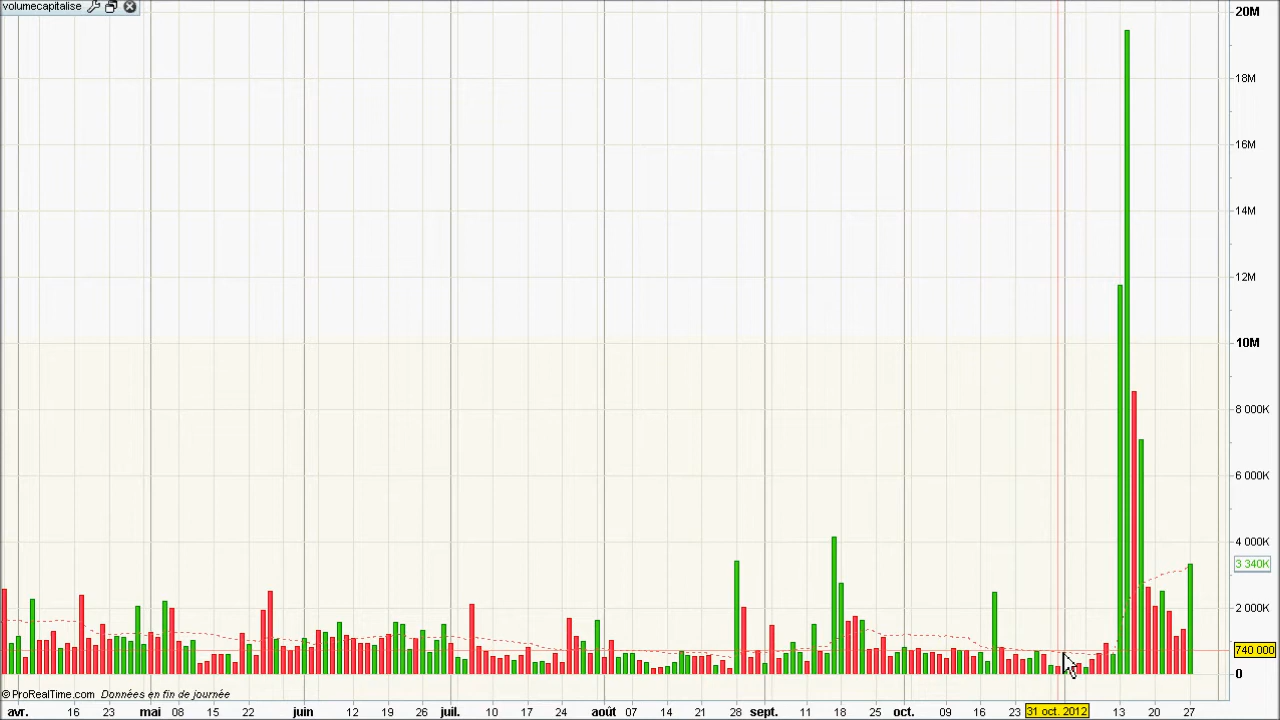 volumecapitalise
20M
18M
16M
14M
12M
10M
8 000K
6 000K
4 000K
3 340K
2 000K
740 000
0
© ProRealTime.com Données en fin de journée
avr. 16 23 mai 08 15 22 juin 12 19 26 juil. 10 17 24 août 07 14 21 28 sept. 11 18 25 oct. 09 16 23 31 oct. 2012 13 20 27